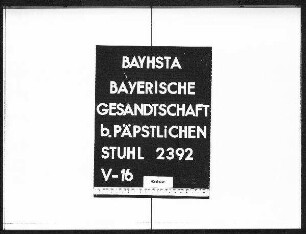 BAYHSTA
BAYERISCHE
GESANDTSCHAFT
b. PÄPSTLiCHEN
STUHL 2392
V-16